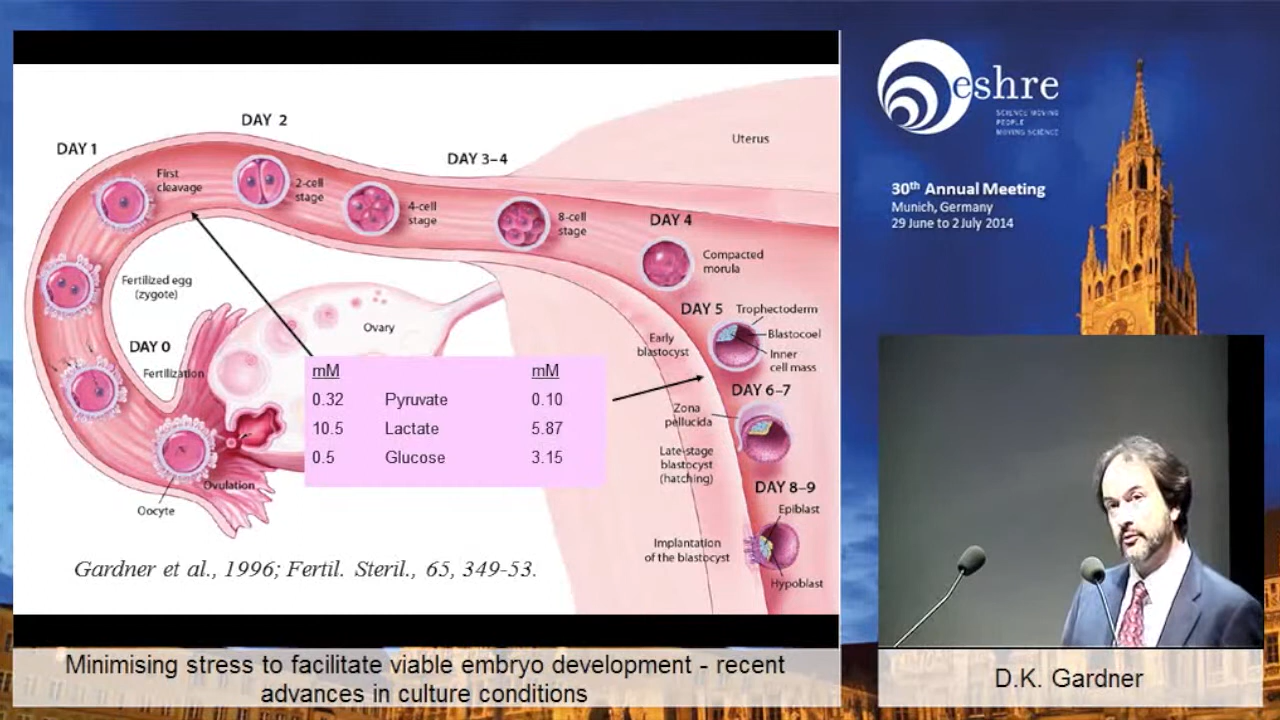 DAY 2
DAY 1
First
cleavage
2-cell
stage
DAY 3–4
4-cell
stage
8-cell
stage
Uterus
DAY 4
Compacted
morula
Fertilized egg
(zygote)
Ovary
DAY 0
Fertilization
Ovulation
Oocyte
DAY 5
Trophectoderm
Early
blastocyst
Blastocoel
Inner
cell mass
DAY 6–7
Zona
pellucida
Late-stage
blastocyst
(hatching)
DAY 8–9
Epiblast
Implantation
of the blastocyst
Hypoblast
mM mM
0.32 Pyruvate 0.10
10.5 Lactate 5.87
0.5 Glucose 3.15
Gardner et al., 1996; Fertil. Steril., 65, 349-53.
eshre
SCIENCE MOVING
PEOPLE
MOVING SCIENCE
30th Annual Meeting
Munich, Germany
29 June to 2 July 2014
Minimising stress to facilitate viable embryo development - recent
advances in culture conditions
D.K. Gardner